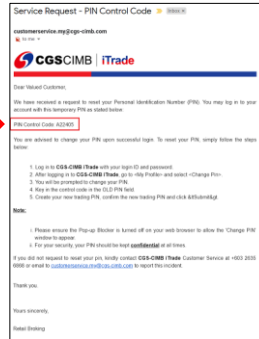 Service Request - PIN Control Code Inbox x
customerservice.my@cgs-cimb.com
to me
CGSCIMB iTrade
Dear Valued Customer,
We have received a request to reset your Personal Identification Number (PIN). You may log in to your
account with this temporary PIN as stated below.
PIN Control Code: A22405
You are advised to change your PIN upon successful login. To reset your PIN, simply follow the steps
below:
1. Log in to CGS-CIMB iTrade with your login ID and password.
2. After logging in to CGS-CIMB iTrade, go to <My Profile> and select <Change Pin>
3. You will be prompted to change your PIN.
4. Key in the control code in the OLD PIN field.
5. Create your new trading PIN, confirm the new trading PIN and click &ltSubmit&gt.
Note:
1. Please ensure the Pop-up Blocker is turned off on your web browser to allow the 'Change PIN'
window to appear.
2. For your security, your PIN should be kept confidential at all times.
If you did not request to reset your pin, kindly contact CGS-CIMB iTrade Customer Service at +603 2635
8888 or email to customerservice.my@cgs-cimb.com to report this incident.
Thank you.
Yours sincerely,
Retail Broking